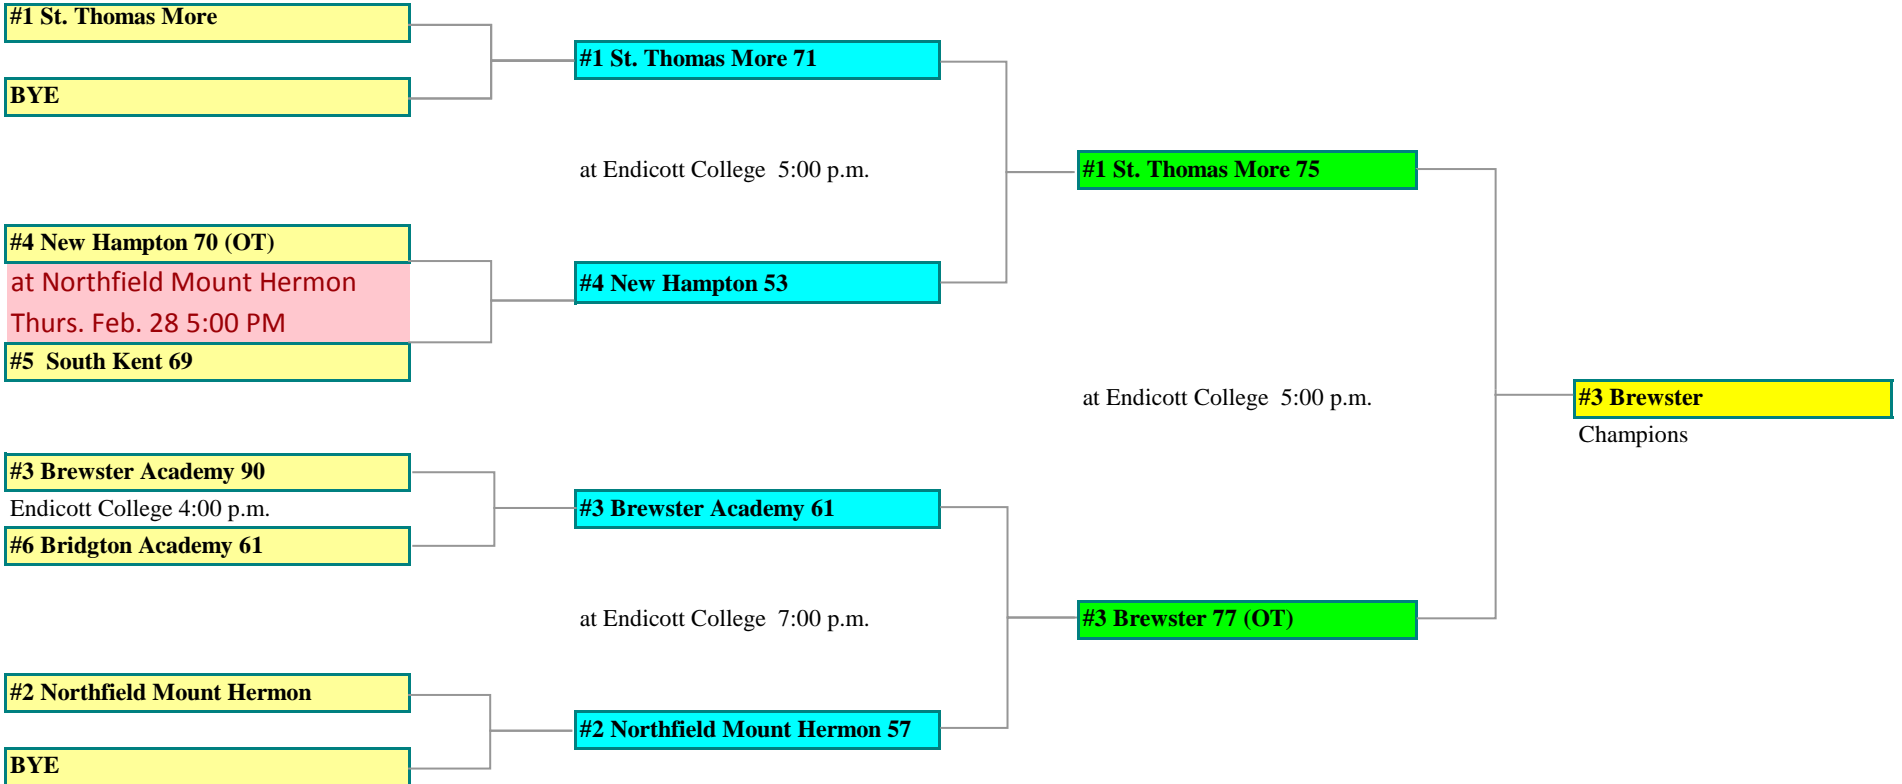 #1 St. Thomas More
BYE
#4 New Hampton 70 (OT)
at Northfield Mount Hermon
Thurs. Feb. 28 5:00 PM
#5  South Kent 69
#3 Brewster Academy 90
Endicott College 4:00 p.m.
#6 Bridgton Academy 61
#2 Northfield Mount Hermon
BYE
#1 St. Thomas More 71
at Endicott College  5:00 p.m.
#4 New Hampton 53
#3 Brewster Academy 61
at Endicott College  7:00 p.m.
#2 Northfield Mount Hermon 57
#1 St. Thomas More 75
at Endicott College  5:00 p.m.
#3 Brewster 77 (OT)
#3 Brewster
Champions